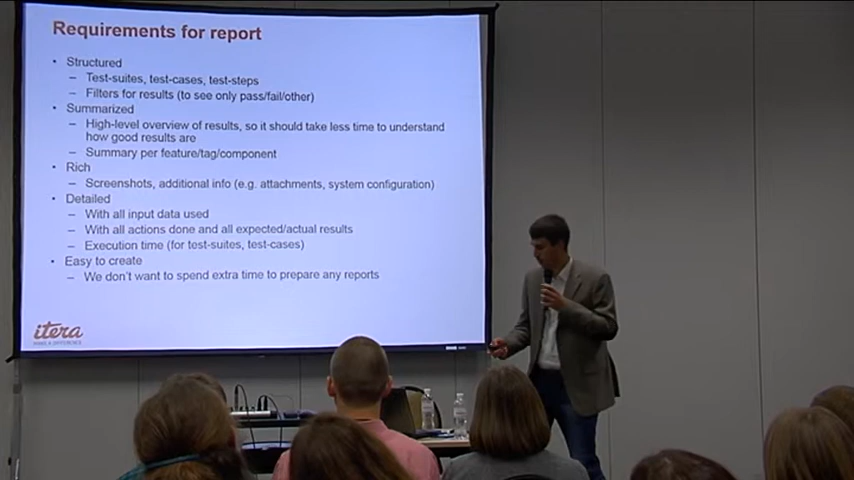 Requirements for report
• Structured
– Test-suites, test-cases, test-steps
– Filters for results (to see only pass/fail/other)
• Summarized
– High-level overview of results, so it should take less time to understand
how good results are
– Summary per feature/tag/component
• Rich
– Screenshots, additional info (e.g. attachments, system configuration)
• Detailed
– With all input data used
– With all actions done and all expected/actual results
– Execution time (for test-suites, test-cases)
• Easy to create
– We don't want to spend extra time to prepare any reports
itera
MAKE A DIFFERENCE